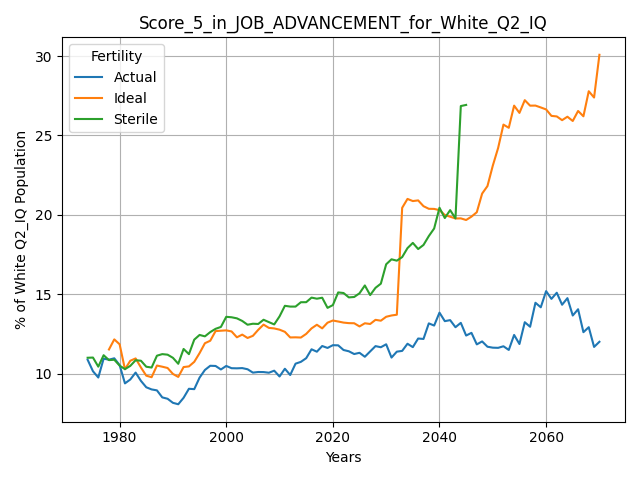 Score_5_in_JOB_ADVANCEMENT_for_White_Q2_IQ
Fertility
Actual
Ideal
Sterile
% of White Q2_IQ Population
30
25
20
15
10
1980
2000
2020
2040
2060
Years